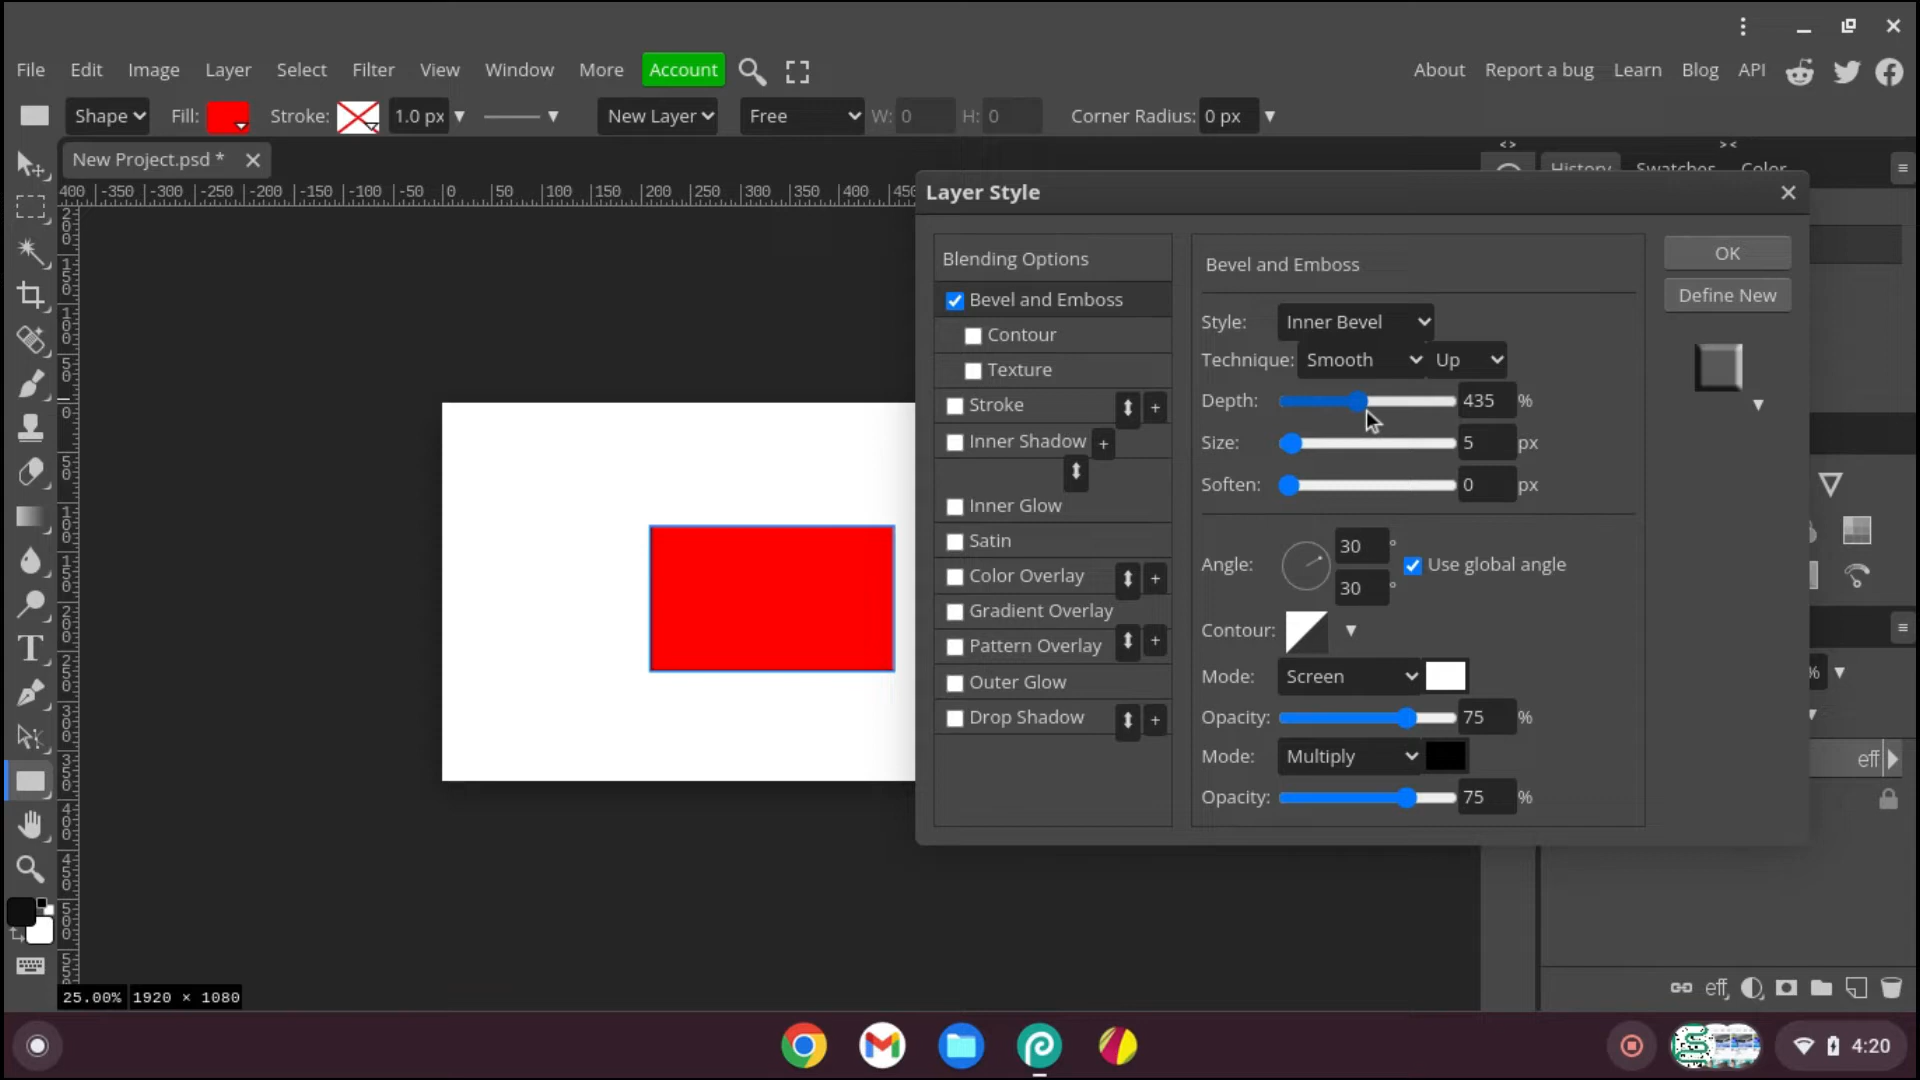 File Edit Image Layer Select Filter View Window More Account About Report a bug Learn Blog API
Shape Fill: Stroke: 1.0 px New Layer Free W: 0 H: 0 Corner Radius: 0 px
New Project.psd *
History Swatches Color
400 -350 -300 -250 -200 -150 -100 -50 0 50 100 150 200 250 300 350 400 450
Layer Style
Blending Options
Bevel and Emboss
Contour
Texture
Stroke
Inner Shadow
Inner Glow
Satin
Color Overlay
Gradient Overlay
Pattern Overlay
Outer Glow
Drop Shadow
Bevel and Emboss
Style: Inner Bevel
Technique: Smooth Up
Depth: 435 %
Size: 5 px
Soften: 0 px
Angle: 30 °
30 °
Use global angle
Contour:
Mode: Screen
Opacity: 75 %
Mode: Multiply
Opacity: 75 %
OK
Define New
%
eff
eff
25.00% 1920 × 1080
4:20